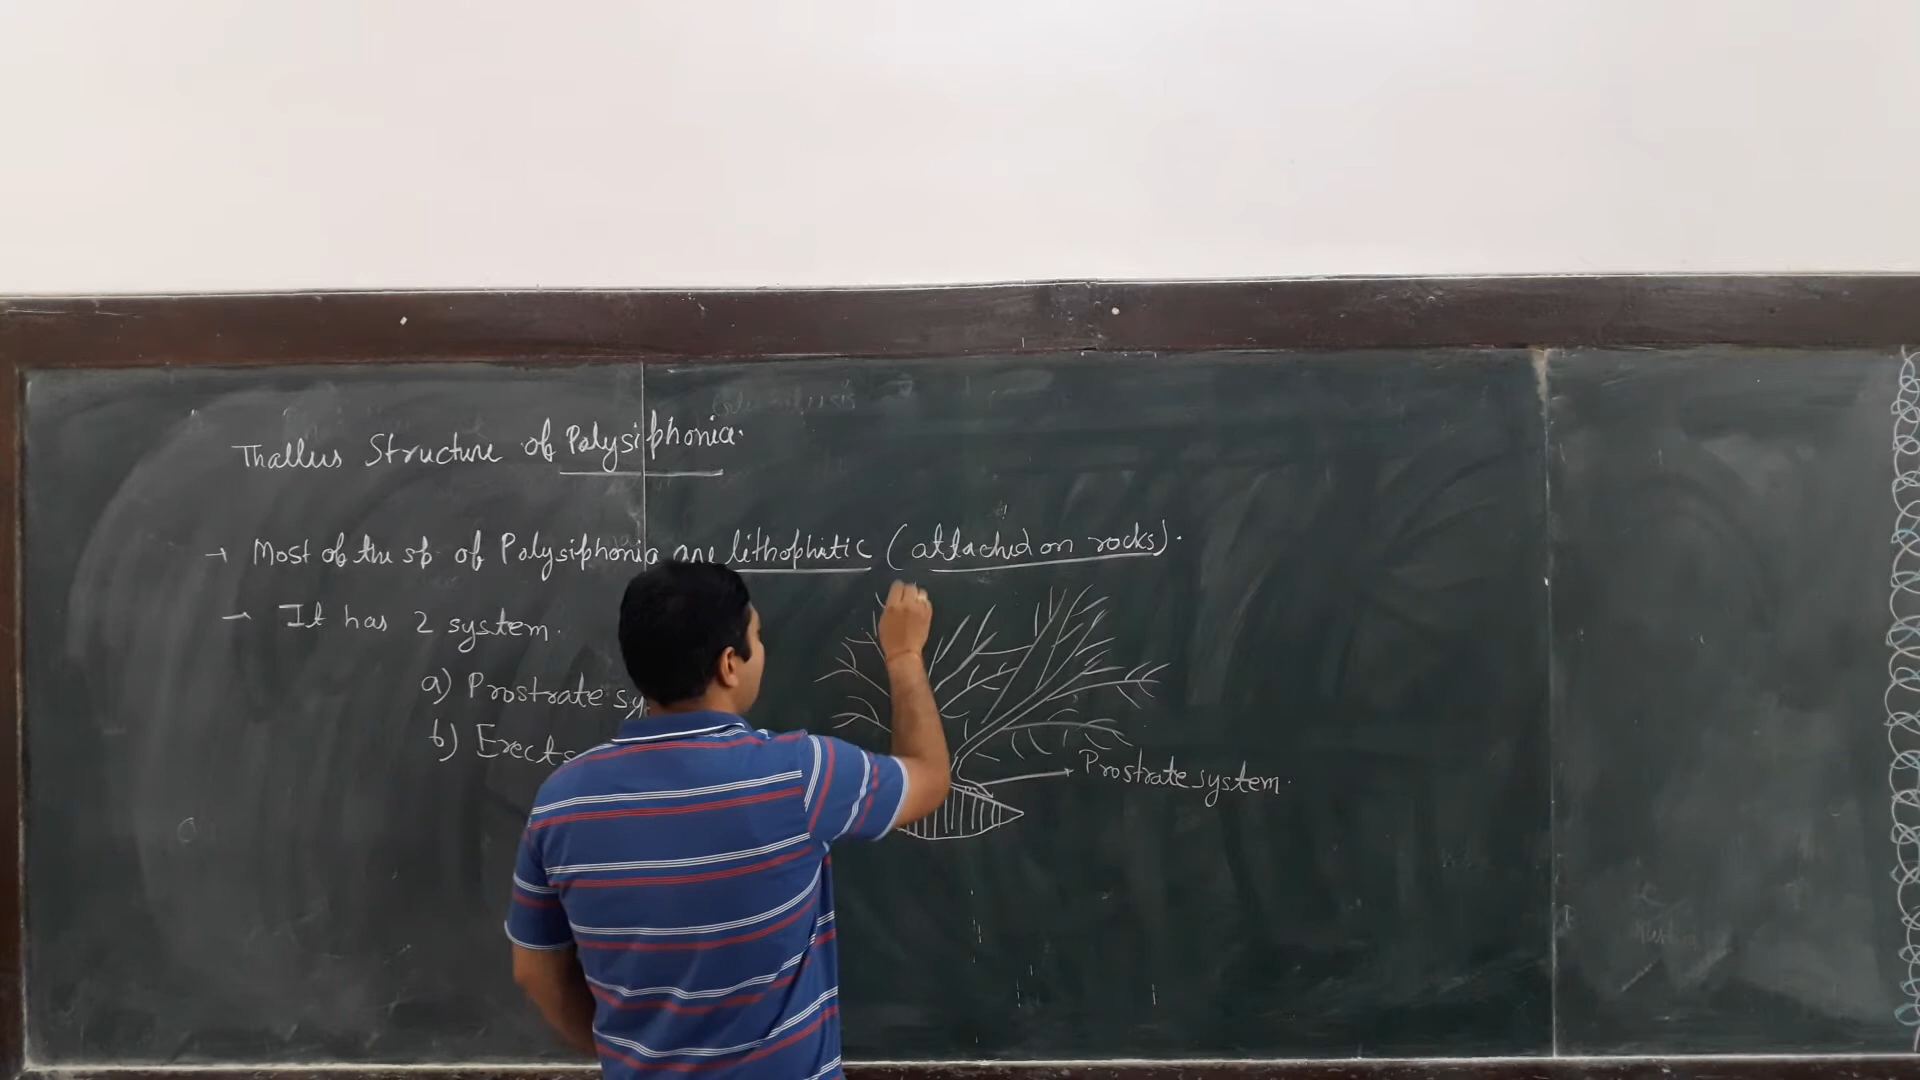 Thallus Structure of Polysiphonia.
→ Most of the sp. of Polysiphonia are lithophitic (attached on rocks).
→ It has 2 system.
a) Prostrate sy
b) Erect s
Prostrate system.